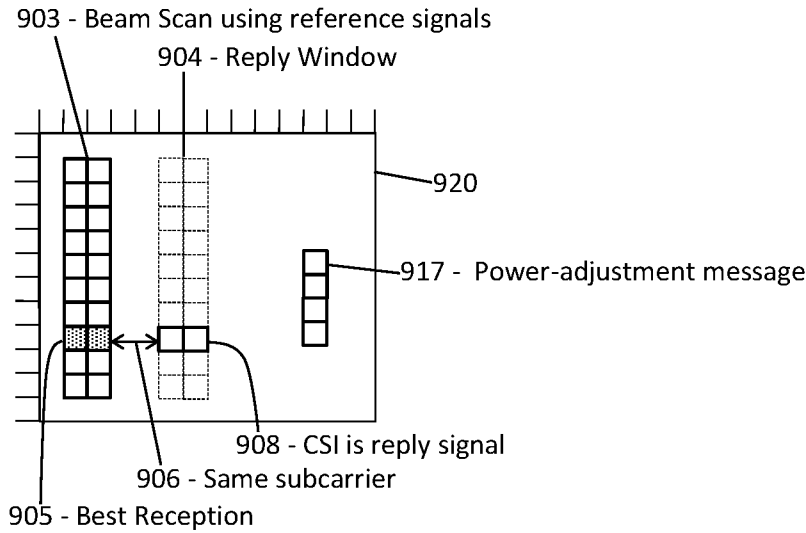 903 - Beam Scan using reference signals
904 - Reply Window
920
917 - Power-adjustment message
908 - CSI is reply signal
906 - Same subcarrier
905 - Best Reception